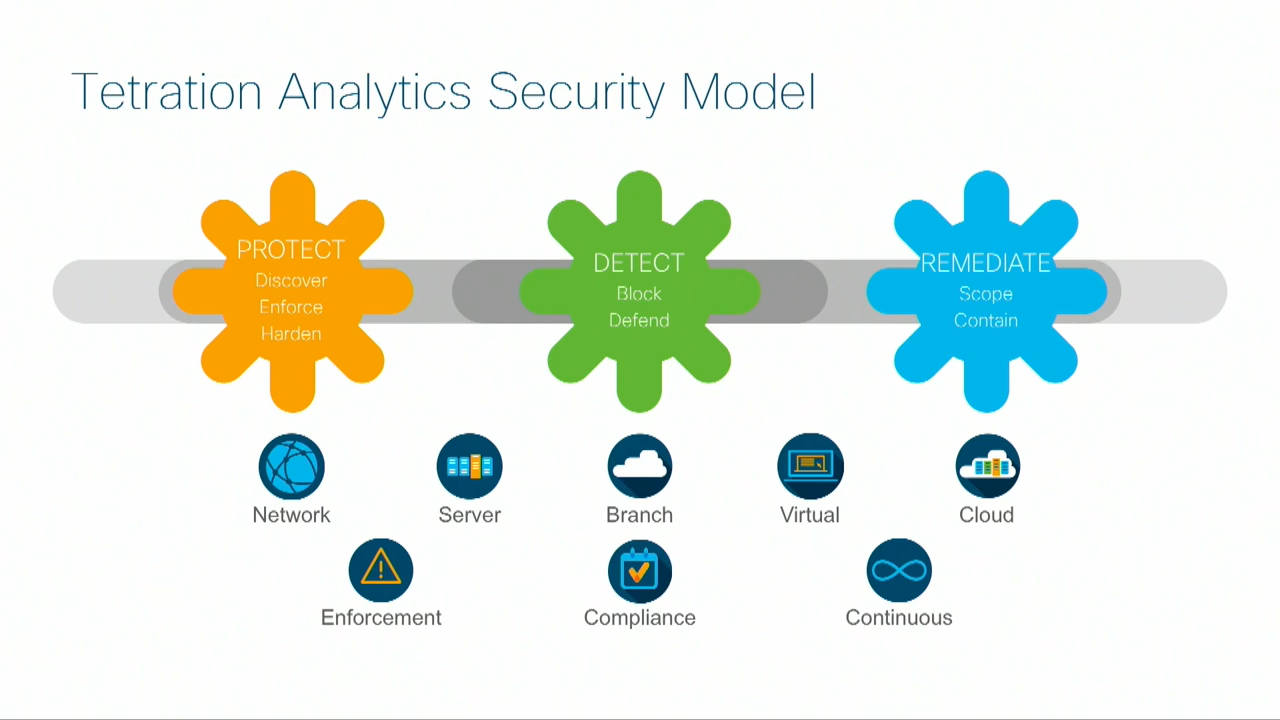 Tetration Analytics Security Model
PROTECT
Discover
Enforce
Harden
DETECT
Block
Defend
REMEDIATE
Scope
Contain
Network
Server
Branch
Virtual
Cloud
Enforcement
Compliance
Continuous